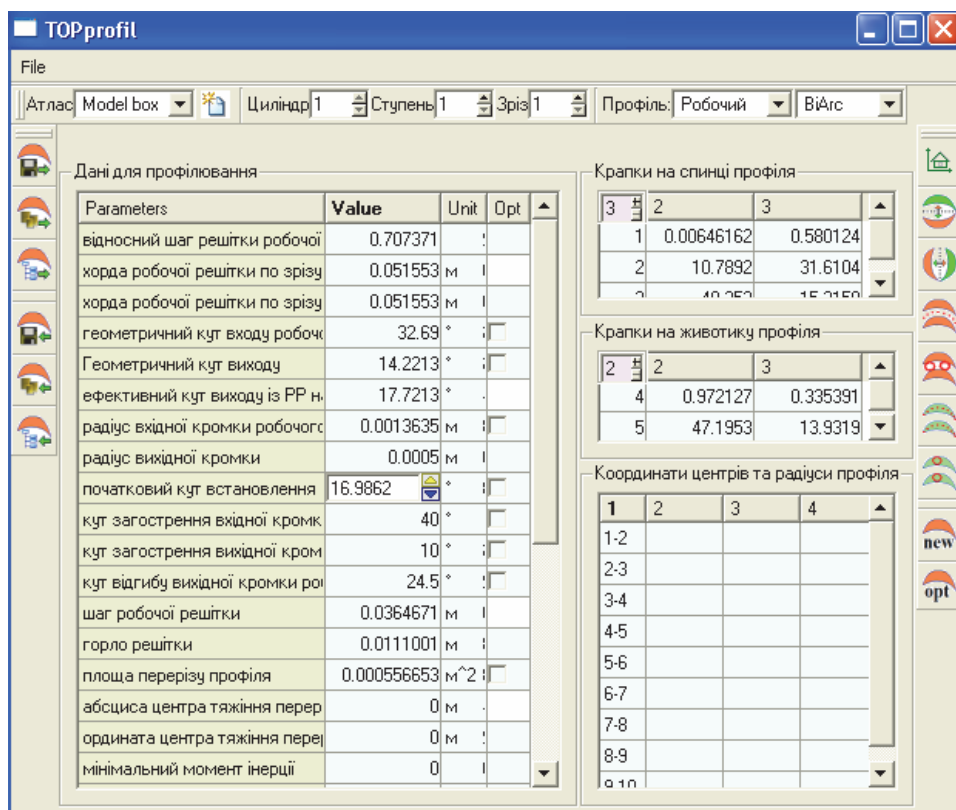 TOPprofil
File
Атлас Model box Циліндр 1 Ступень 1 Зріз 1 Профіль: Робочий BiArc
Дані для профілювання
Parameters Value Unit Opt
відносний шаг решітки робочої 0.707371
хорда робочої решітки по зрізу 0.051553 м
хорда робочої решітки по зрізу 0.051553 м
геометричний кут входу робоч 32.69 °
Геометричний кут виходу 14.2213 °
ефективний кут виходу із РР н 17.7213 °
радіус вхідної кромки робочого 0.0013635 м
радіус вихідної кромки 0.0005 м
початковий кут встановлення 16.9862 °
кут загострення вхідної кромк 40 °
кут загострення вихідної кром 10 °
кут відгибу вихідної кромки ро 24.5 °
шаг робочої решітки 0.0364671 м
горло решітки 0.0111001 м
площа перерізу профіля 0.000556653 м^2
абсциса центра тяжіння перер 0 м
ордината центра тяжіння пере 0 м
мінімальний момент інерції 0
Крапки на спинці профіля
3 2 3
1 0.00646162 0.580124
2 10.7892 31.6104
Крапки на животику профіля
2 2 3
4 0.972127 0.335391
5 47.1953 13.9319
Координати центрів та радіуси профіля
1 2 3 4
1-2
2-3
3-4
4-5
5-6
6-7
7-8
8-9
9-10
new
opt